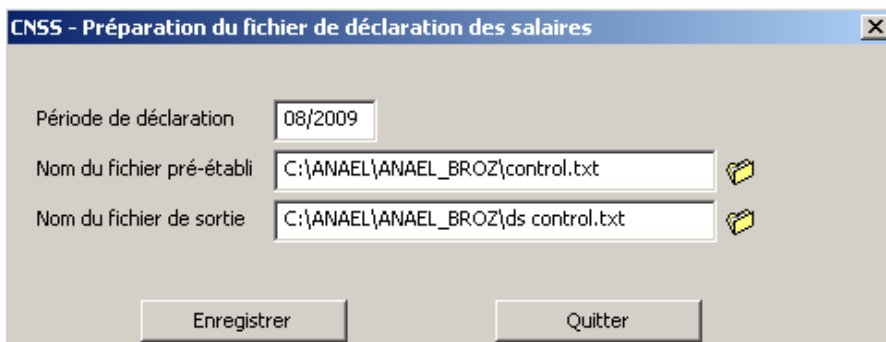 CNSS - Préparation du fichier de déclaration des salaires
Période de déclaration 08/2009
Nom du fichier pré-établi C:\ANAEL\ANAEL_BROZ\control.txt
Nom du fichier de sortie C:\ANAEL\ANAEL_BROZ\ds control.txt
Enregistrer Quitter